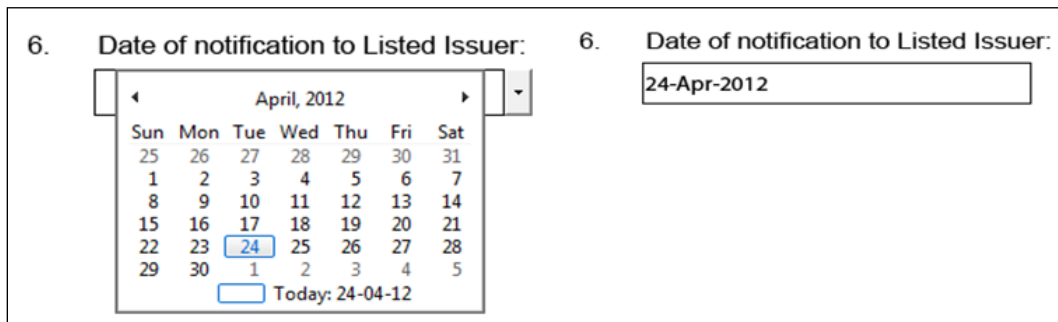 6. Date of notification to Listed Issuer:
April, 2012
Sun Mon Tue Wed Thu Fri Sat
25 26 27 28 29 30 31
1 2 3 4 5 6 7
8 9 10 11 12 13 14
15 16 17 18 19 20 21
22 23 24 25 26 27 28
29 30 1 2 3 4 5
Today: 24-04-12
6. Date of notification to Listed Issuer:
24-Apr-2012